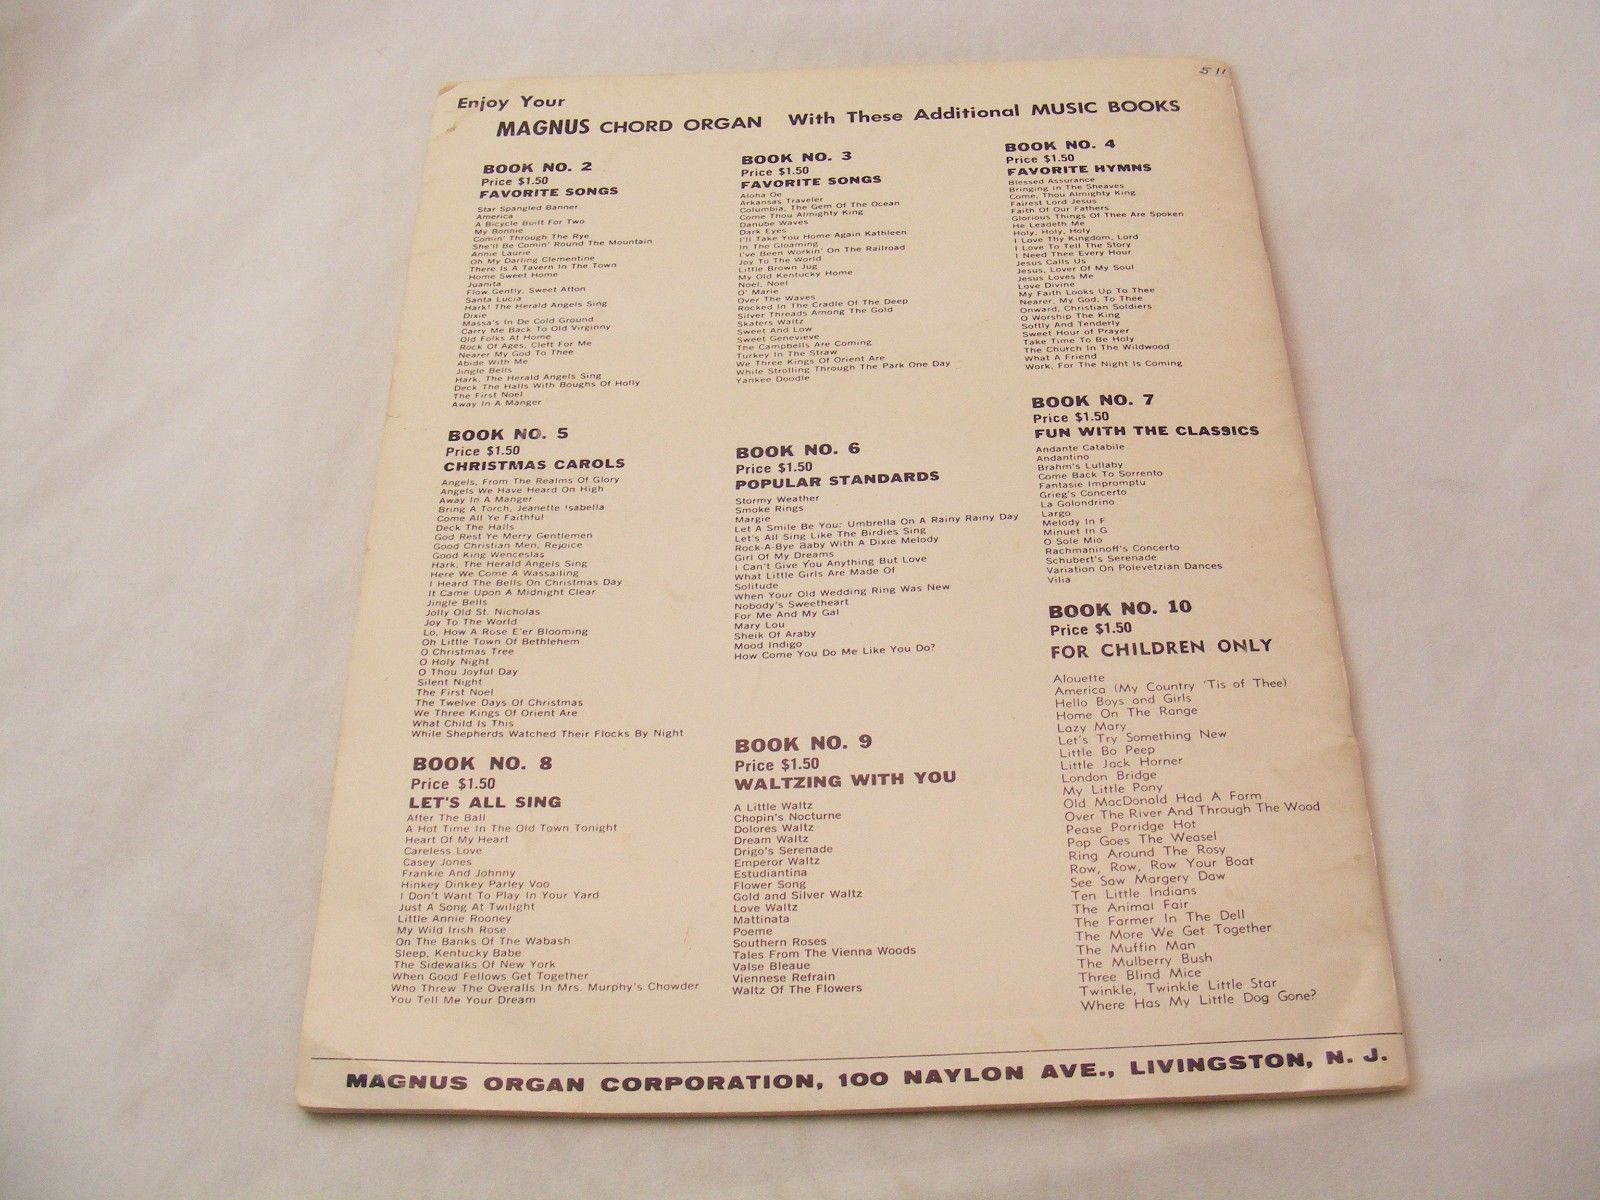 5 11
Enjoy Your
MAGNUS CHORD ORGAN With These Additional MUSIC BOOKS
BOOK NO. 2
Price $1.50
FAVORITE SONGS
Star Spangled Banner
America
A Bicycle Built For Two
My Bonnie
Comin' Through The Rye
She'll Be Comin' Round The Mountain
Annie Laurie
Oh My Darling Clementine
There Is A Tavern In The Town
Home Sweet Home
Juanita
Flow Gently, Sweet Afton
Santa Lucia
Hark! The Herald Angels Sing
Dixie
Massa's In De Cold Ground
Carry Me Back To Old Virginny
Old Folks At Home
Rock Of Ages, Cleft For Me
Nearer My God To Thee
Abide With Me
Jingle Bells
Hark, The Herald Angels Sing
Deck The Halls With Boughs Of Holly
The First Noel
Away In A Manger
BOOK NO. 3
Price $1.50
FAVORITE SONGS
Aloha Oe
Arkansas Traveler
Columbia, The Gem Of The Ocean
Come Thou Almighty King
Danube Waves
Dark Eyes
I'll Take You Home Again Kathleen
In The Gloaming
I've Been Workin' On The Railroad
Joy To The World
Little Brown Jug
My Old Kentucky Home
Noel, Noel
O' Marie
Over The Waves
Rocked In The Cradle Of The Deep
Silver Threads Among The Gold
Skaters Waltz
Sweet And Low
Sweet Genevieve
The Campbells Are Coming
Turkey In The Straw
We Three Kings Of Orient Are
While Strolling Through The Park One Day
Yankee Doodle
BOOK NO. 4
Price $1.50
FAVORITE HYMNS
Blessed Assurance
Bringing In The Sheaves
Come, Thou Almighty King
Fairest Lord Jesus
Faith Of Our Fathers
Glorious Things Of Thee Are Spoken
He Leadeth Me
Holy, Holy, Holy
I Love Thy Kingdom, Lord
I Love To Tell The Story
I Need Thee Every Hour
Jesus Calls Us
Jesus, Lover Of My Soul
Jesus Loves Me
Love Divine
My Faith Looks Up To Thee
Nearer, My God, To Thee
Onward, Christian Soldiers
O Worship The King
Softly And Tenderly
Sweet Hour of Prayer
Take Time To Be Holy
The Church In The Wildwood
What A Friend
Work, For The Night Is Coming
BOOK NO. 5
Price $1.50
CHRISTMAS CAROLS
Angels, From The Realms Of Glory
Angels We Have Heard On High
Away In A Manger
Bring A Torch, Jeanette Isabella
Come All Ye Faithful
Deck The Halls
God Rest Ye Merry Gentlemen
Good Christian Men, Rejoice
Good King Wenceslas
Hark, The Herald Angels Sing
Here We Come A Wassailing
I Heard The Bells On Christmas Day
It Came Upon A Midnight Clear
Jingle Bells
Jolly Old St. Nicholas
Joy To The World
Lo, How A Rose E'er Blooming
Oh Little Town Of Bethlehem
O Christmas Tree
O Holy Night
O Thou Joyful Day
Silent Night
The First Noel
The Twelve Days Of Christmas
We Three Kings Of Orient Are
What Child Is This
While Shepherds Watched Their Flocks By Night
BOOK NO. 6
Price $1.50
POPULAR STANDARDS
Stormy Weather
Smoke Rings
Margie
Let A Smile Be Your Umbrella On A Rainy Rainy Day
Let's All Sing Like The Birdies Sing
Rock-A-Bye Baby With A Dixie Melody
Girl Of My Dreams
I Can't Give You Anything But Love
What Little Girls Are Made Of
Solitude
When Your Old Wedding Ring Was New
Nobody's Sweetheart
For Me And My Gal
Mary Lou
Sheik Of Araby
Mood Indigo
How Come You Do Me Like You Do?
BOOK NO. 7
Price $1.50
FUN WITH THE CLASSICS
Andante Catabile
Andantino
Brahm's Lullaby
Come Back To Sorrento
Fantasie Impromptu
Grieg's Concerto
La Golondrino
Largo
Melody In F
Minuet In G
O Sole Mio
Rachmaninoff's Concerto
Schubert's Serenade
Variation On Polevetzian Dances
Vilia
BOOK NO. 8
Price $1.50
LET'S ALL SING
After The Ball
A Hot Time In The Old Town Tonight
Heart Of My Heart
Careless Love
Casey Jones
Frankie And Johnny
Hinkey Dinkey Parley Voo
I Don't Want To Play In Your Yard
Just A Song At Twilight
Little Annie Rooney
My Wild Irish Rose
On The Banks Of The Wabash
Sleep, Kentucky Babe
The Sidewalks Of New York
When Good Fellows Get Together
Who Threw The Overalls In Mrs. Murphy's Chowder
You Tell Me Your Dream
BOOK NO. 9
Price $1.50
WALTZING WITH YOU
A Little Waltz
Chopin's Nocturne
Dolores Waltz
Dream Waltz
Drigo's Serenade
Emperor Waltz
Estudiantina
Flower Song
Gold and Silver Waltz
Love Waltz
Mattinata
Poeme
Southern Roses
Tales From The Vienna Woods
Valse Bleaue
Viennese Refrain
Waltz Of The Flowers
BOOK NO. 10
Price $1.50
FOR CHILDREN ONLY
Alouette
America (My Country 'Tis of Thee)
Hello Boys and Girls
Home On The Range
Lazy Mary
Let's Try Something New
Little Bo Peep
Little Jack Horner
London Bridge
My Little Pony
Old MacDonald Had A Farm
Over The River And Through The Wood
Pease Porridge Hot
Pop Goes The Weasel
Ring Around The Rosy
Row, Row, Row Your Boat
See Saw Margery Daw
Ten Little Indians
The Animal Fair
The Farmer In The Dell
The More We Get Together
The Muffin Man
The Mulberry Bush
Three Blind Mice
Twinkle, Twinkle Little Star
Where Has My Little Dog Gone?
MAGNUS ORGAN CORPORATION, 100 NAYLON AVE., LIVINGSTON, N. J.